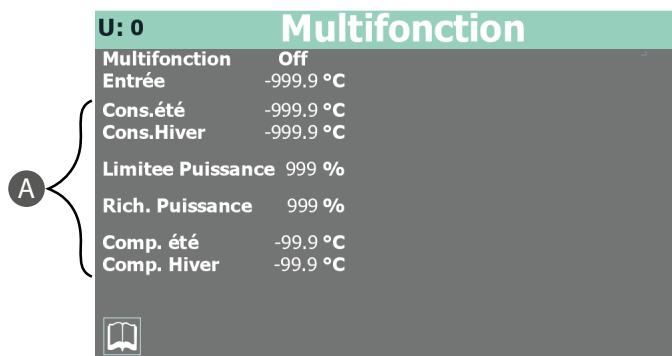 U: 0 Multifonction
Multifonction Off
Entrée -999.9 °C
Cons.été -999.9 °C
Cons.Hiver -999.9 °C
Limitee Puissance 999 %
Rich. Puissance 999 %
Comp. été -99.9 °C
Comp. Hiver -99.9 °C
A